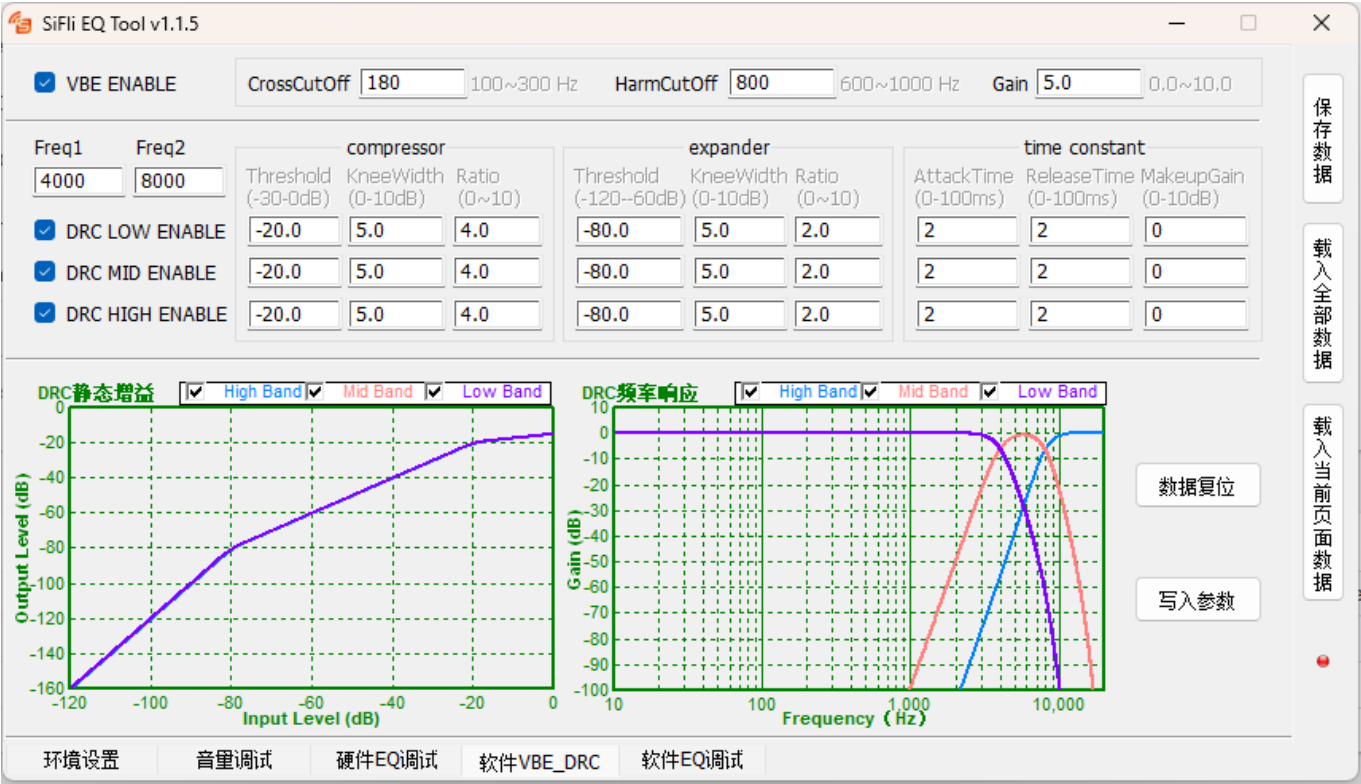 SiFli EQ Tool v1.1.5
VBE ENABLE CrossCutOff 180 100~300 Hz HarmCutOff 800 600~1000 Hz Gain 5.0 0.0~10.0
Freq1 Freq2 compressor expander time constant
4000 8000
Threshold KneeWidth Ratio Threshold KneeWidth Ratio AttackTime ReleaseTime MakeupGain
(-30-0dB) (0-10dB) (0~10) (-120--60dB) (0-10dB) (0~10) (0-100ms) (0-100ms) (0-10dB)
DRC LOW ENABLE -20.0 5.0 4.0 -80.0 5.0 2.0 2 2 0
DRC MID ENABLE -20.0 5.0 4.0 -80.0 5.0 2.0 2 2 0
DRC HIGH ENABLE -20.0 5.0 4.0 -80.0 5.0 2.0 2 2 0
DRC静态增益 High Band Mid Band Low Band
0
-20
-40
-60
-80
-100
-120
-140
-160
Output Level (dB)
-120 -100 -80 -60 -40 -20 0
Input Level (dB)
DRC频率响应 High Band Mid Band Low Band
10
0
-10
-20
-30
-40
-50
-60
-70
-80
-90
-100
Gain (dB)
10 100 1,000 10,000
Frequency（Hz）
数据复位
写入参数
保存数据
载入全部数据
载入当前页面数据
环境设置 音量调试 硬件EQ调试 软件VBE_DRC 软件EQ调试